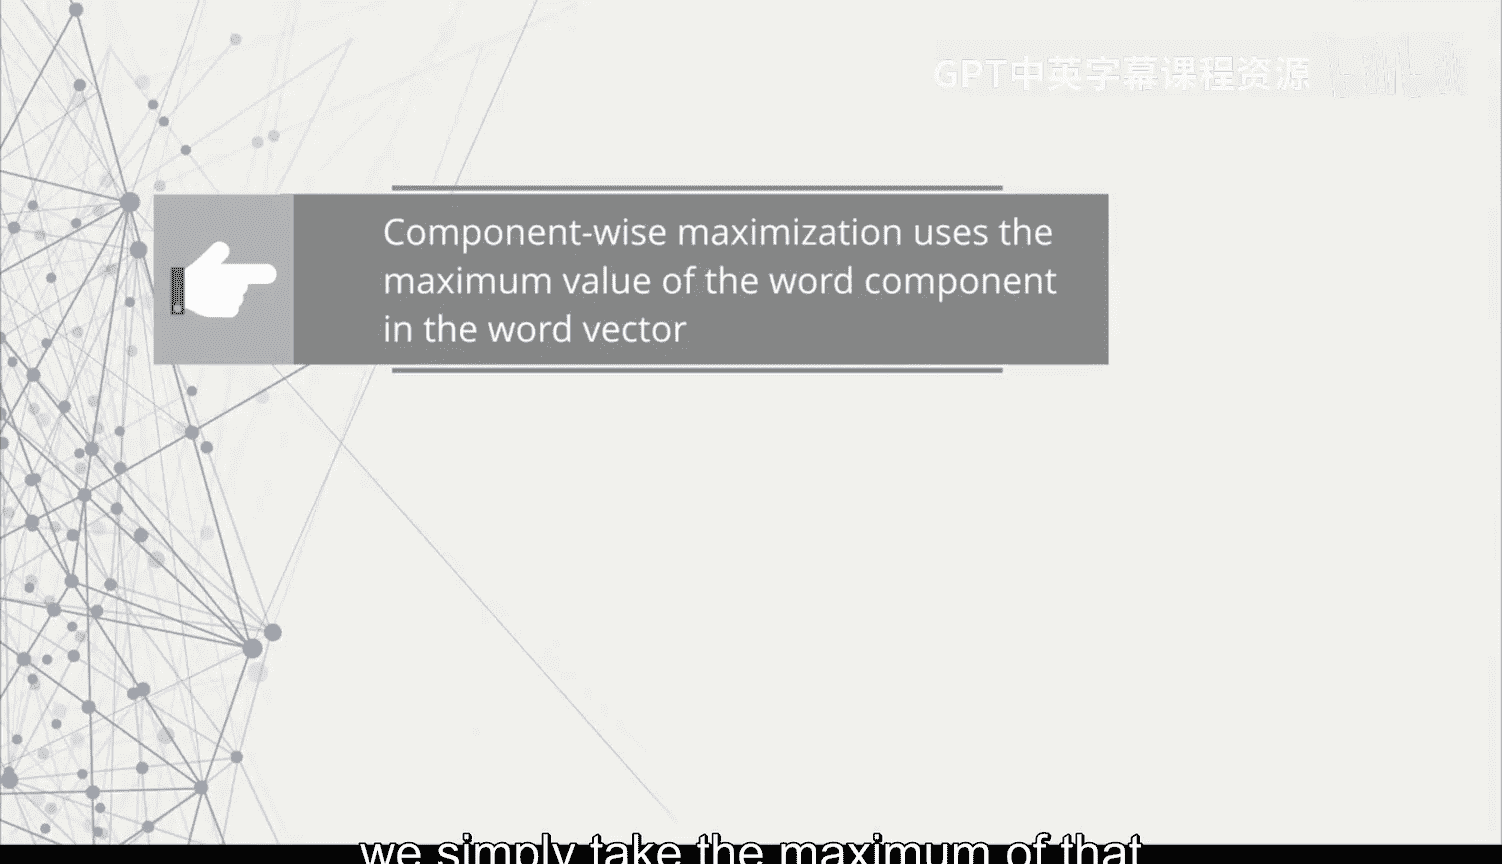 GPT中英字幕课程资源
Component-wise maximization uses the
maximum value of the word component
in the word vector
we simply take the maximum of that